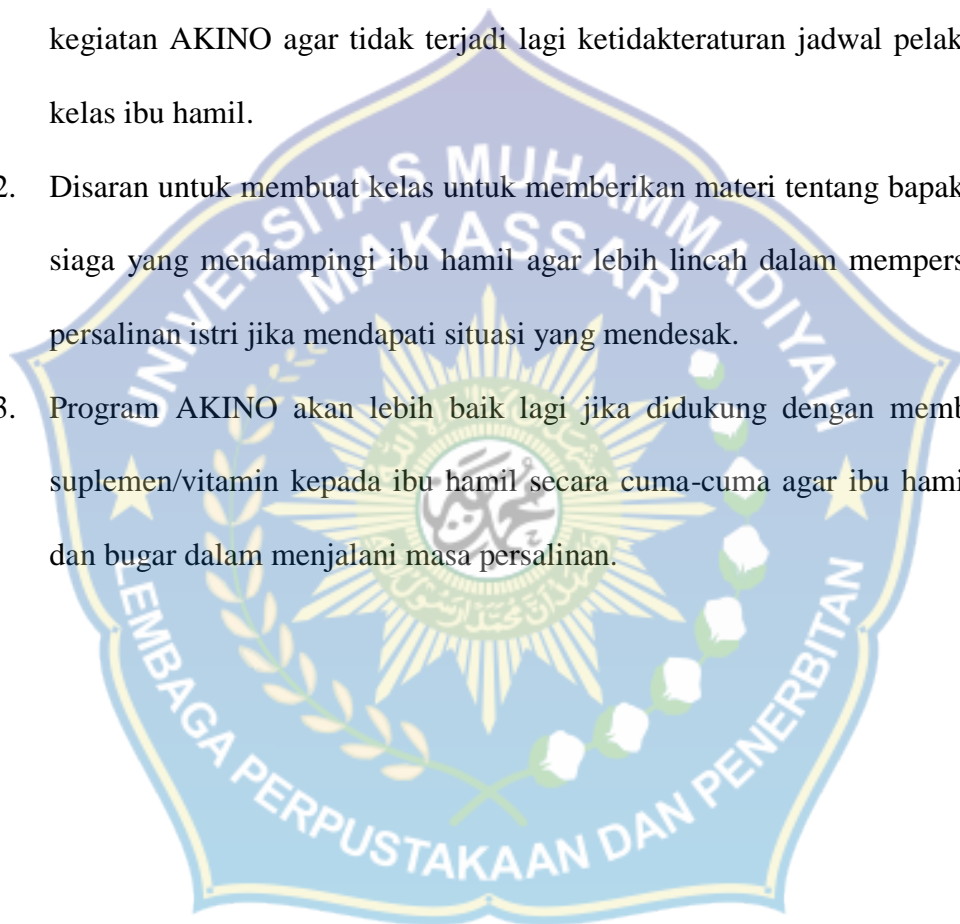 kegiatan AKINO agar tidak terjadi lagi ketidakteraturan jadwal pelak
kelas ibu hamil.
2. Disaran untuk membuat kelas untuk memberikan materi tentang bapak
siaga yang mendampingi ibu hamil agar lebih lincah dalam mempers
persalinan istri jika mendapati situasi yang mendesak.
3. Program AKINO akan lebih baik lagi jika didukung dengan memb
suplemen/vitamin kepada ibu hamil secara cuma-cuma agar ibu hami
dan bugar dalam menjalani masa persalinan.
UNIVERSITAS MUHAMMADIYAH
MAKASSAR
LEMBAGA PERPUSTAKAAN DAN PENERBITAN